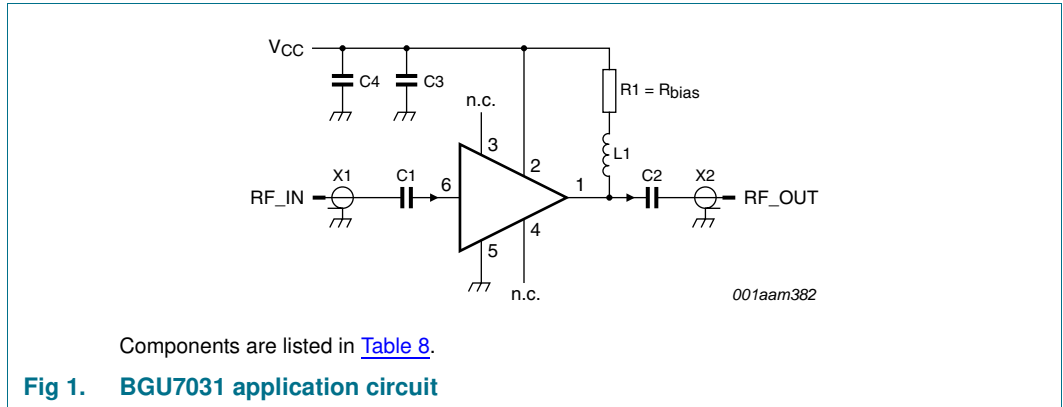 VCC
C4
C3
R1 = Rbias
n.c.
3
L1
2
X1
C1
C2
X2
RF_IN
6
1
RF_OUT
4
5
n.c.
001aam382
Components are listed in Table 8.
Fig 1. BGU7031 application circuit